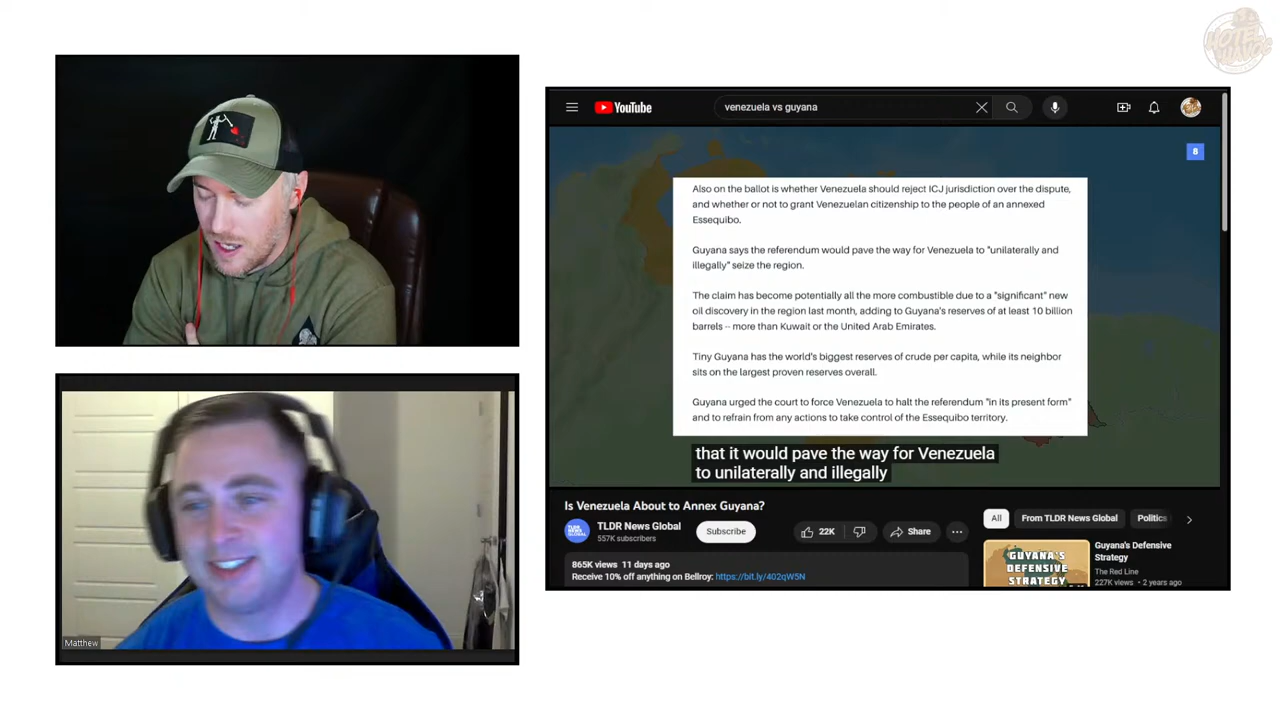 HOTEL
HAVOC
YouTube
venezuela vs guyana
8
Also on the ballot is whether Venezuela should reject ICJ jurisdiction over the dispute,
and whether or not to grant Venezuelan citizenship to the people of an annexed
Essequibo.
Guyana says the referendum would pave the way for Venezuela to "unilaterally and
illegally" seize the region.
The claim has become potentially all the more combustible due to a "significant" new
oil discovery in the region last month, adding to Guyana's reserves of at least 10 billion
barrels -- more than Kuwait or the United Arab Emirates.
Tiny Guyana has the world's biggest reserves of crude per capita, while its neighbor
sits on the largest proven reserves overall.
Guyana urged the court to force Venezuela to halt the referendum "in its present form"
and to refrain from any actions to take control of the Essequibo territory.
that it would pave the way for Venezuela
to unilaterally and illegally
Is Venezuela About to Annex Guyana?
TLDR NEWS GLOBAL
TLDR News Global
557K subscribers
Subscribe
22K
Share
...
All
From TLDR News Global
Politics
865K views 11 days ago
Receive 10% off anything on Bellroy: https://bit.ly/402qW5N
GUYANA'S
DEFENSIVE
STRATEGY
Guyana's Defensive
Strategy
The Red Line
227K views • 2 years ago
Matthew